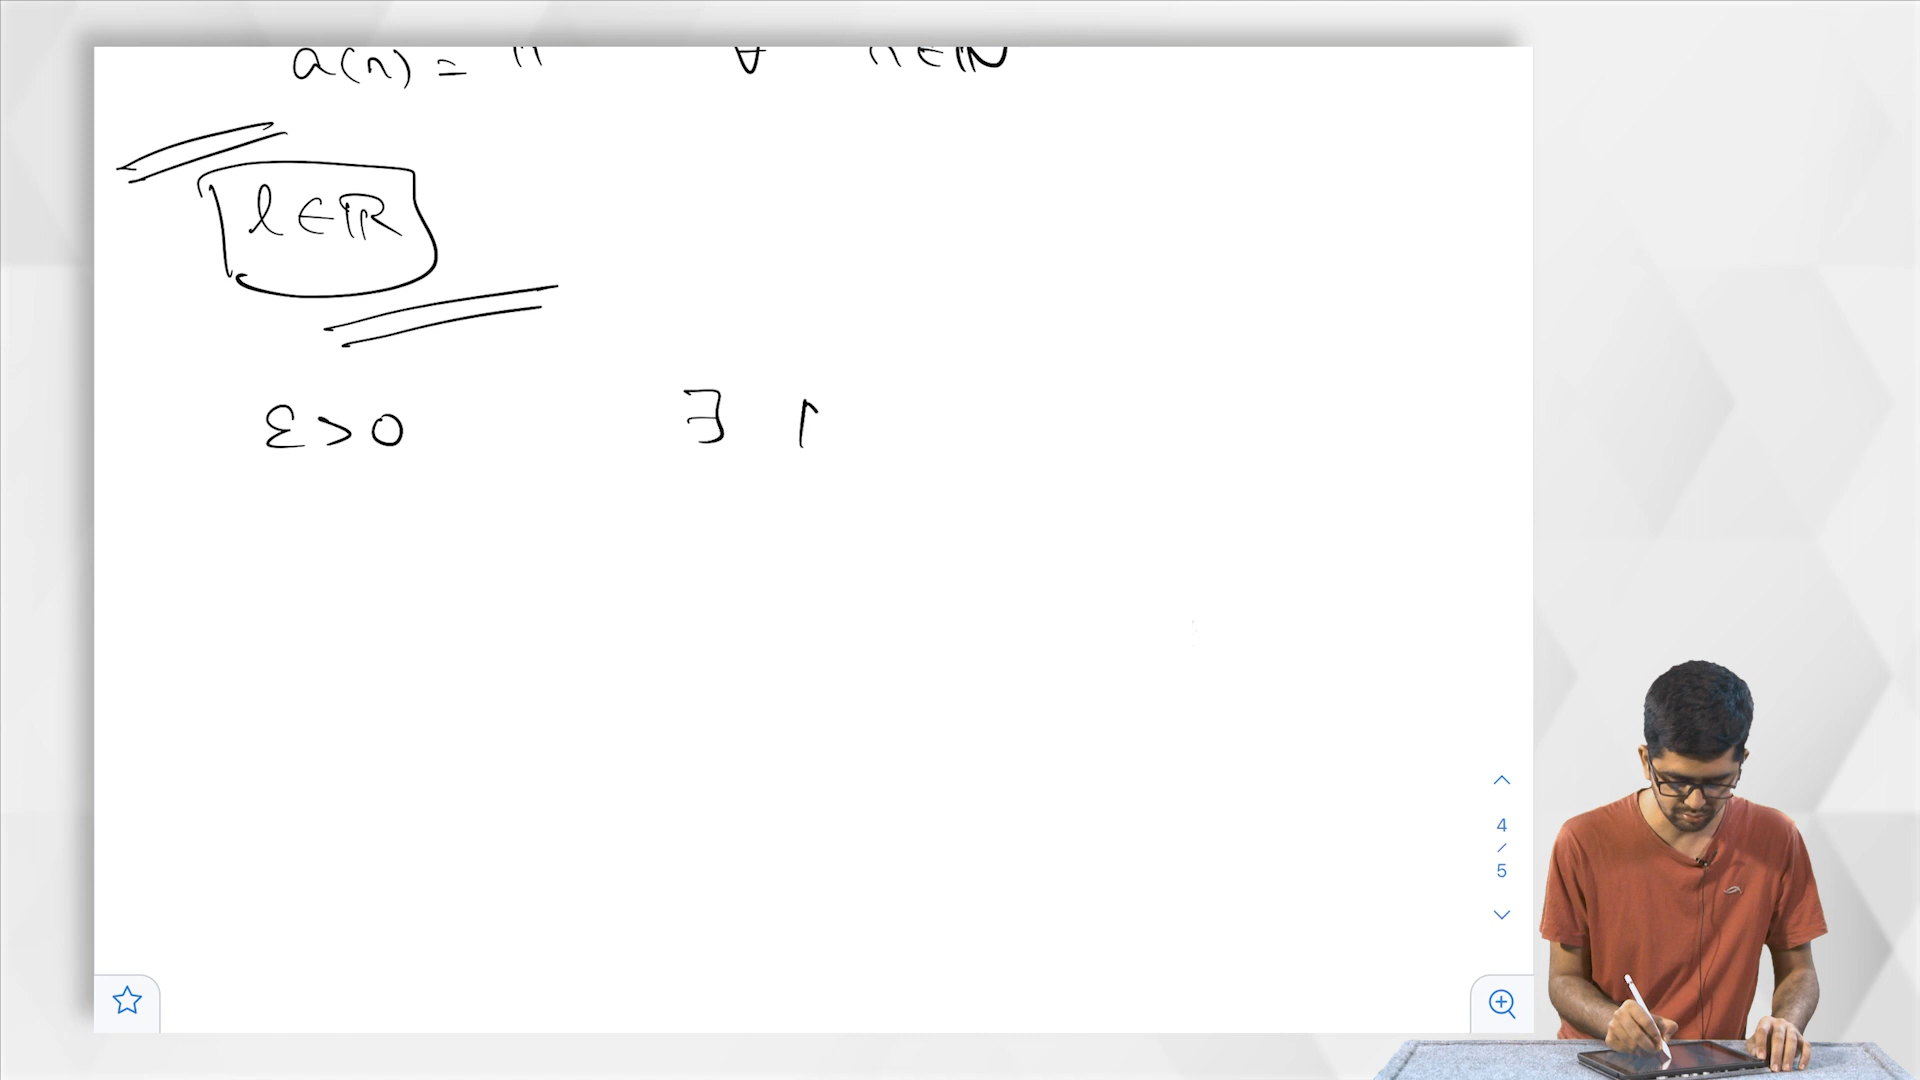 a(n) = n ∀ n ∈ ℕ
l ∈ ℝ
ε > 0 ∃
4
/
5